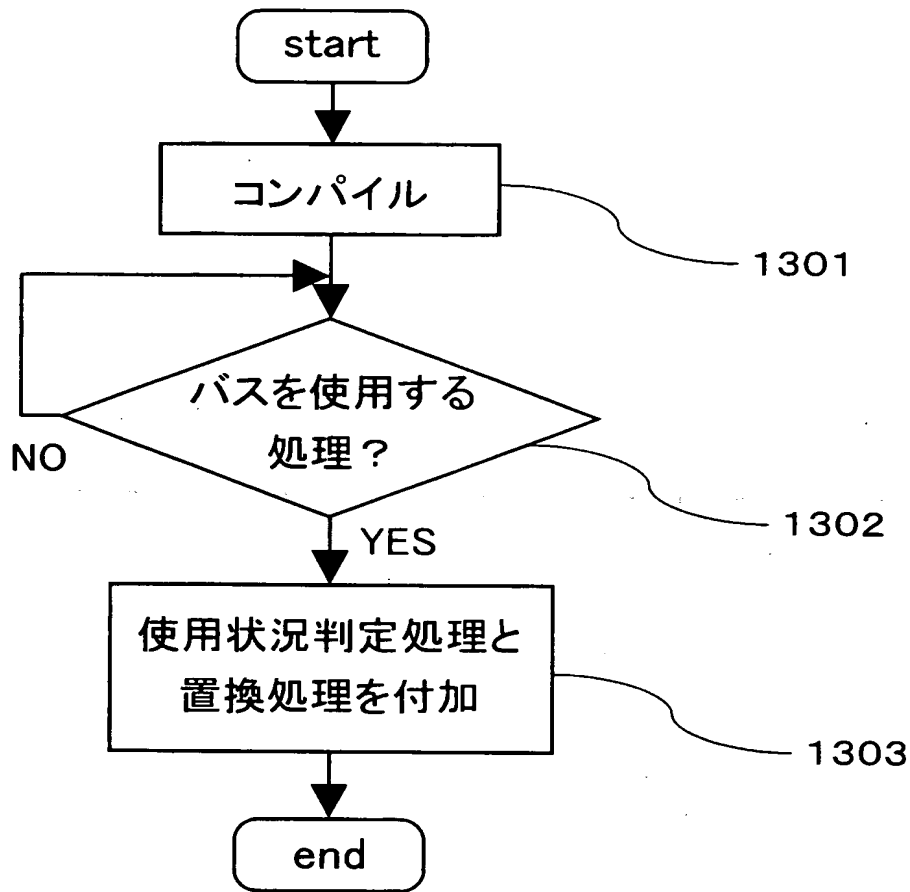 start
コンパイル
1301
バスを使用する
処理？
NO
1302
YES
使用状況判定処理と
置換処理を付加
1303
end